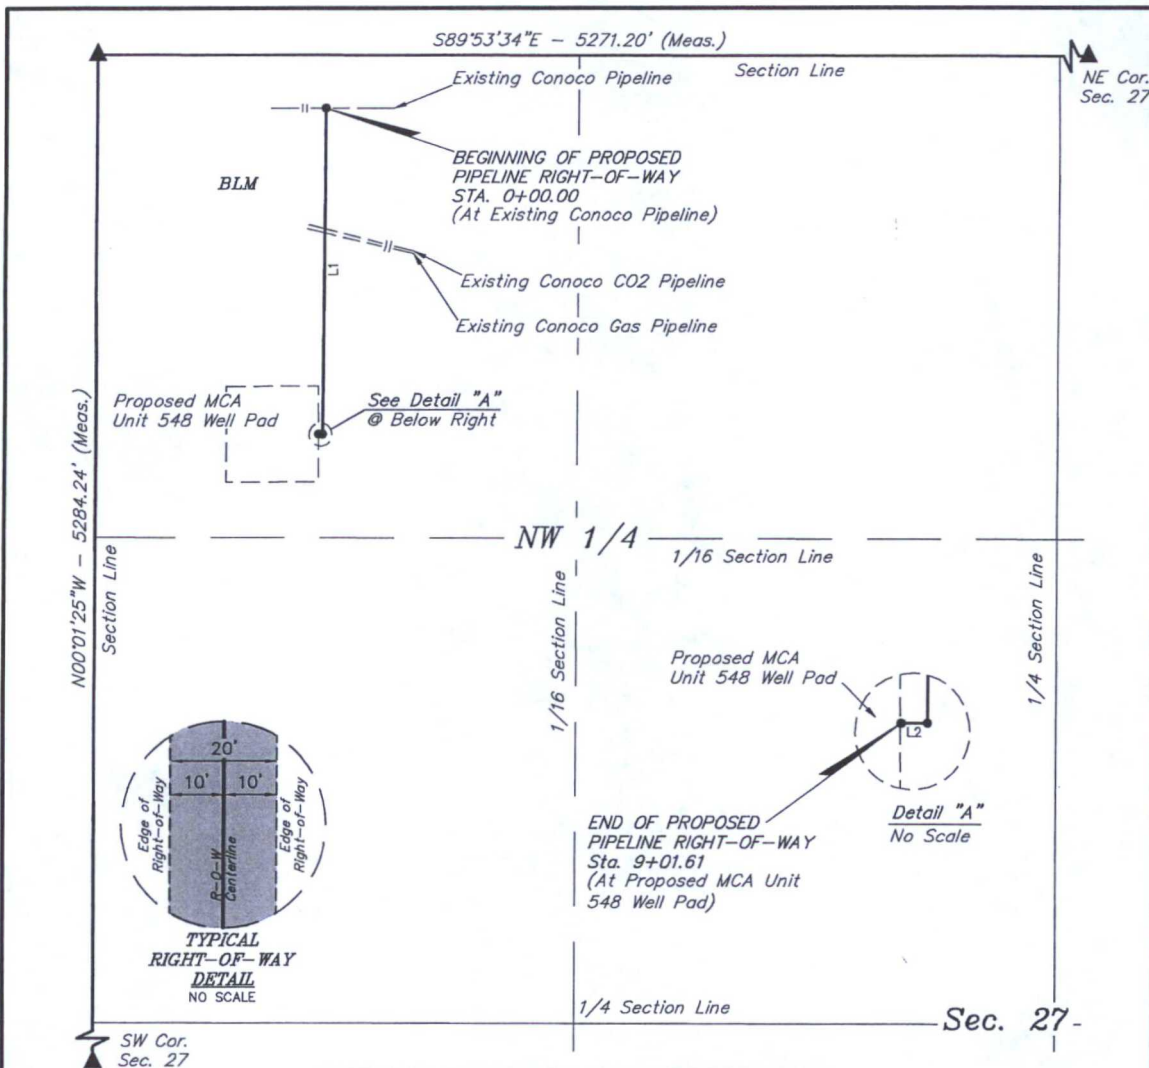 S89°53'34"E - 5271.20' (Meas.)
Section Line
NE Cor.
Sec. 27
Existing Conoco Pipeline
BEGINNING OF PROPOSED
PIPELINE RIGHT-OF-WAY
STA. 0+00.00
(At Existing Conoco Pipeline)
BLM
L1
Existing Conoco CO2 Pipeline
Existing Conoco Gas Pipeline
Proposed MCA
Unit 548 Well Pad
See Detail "A"
@ Below Right
N00°01'25"W - 5284.24' (Meas.)
Section Line
NW 1/4
1/16 Section Line
1/16 Section Line
1/4 Section Line
Proposed MCA
Unit 548 Well Pad
L2
Detail "A"
No Scale
END OF PROPOSED
PIPELINE RIGHT-OF-WAY
Sta. 9+01.61
(At Proposed MCA Unit
548 Well Pad)
20'
10' 10'
Edge of
Right-of-Way
R-O-W
Centerline
Edge of
Right-of-Way
TYPICAL
RIGHT-OF-WAY
DETAIL
NO SCALE
1/4 Section Line
Sec. 27
SW Cor.
Sec. 27